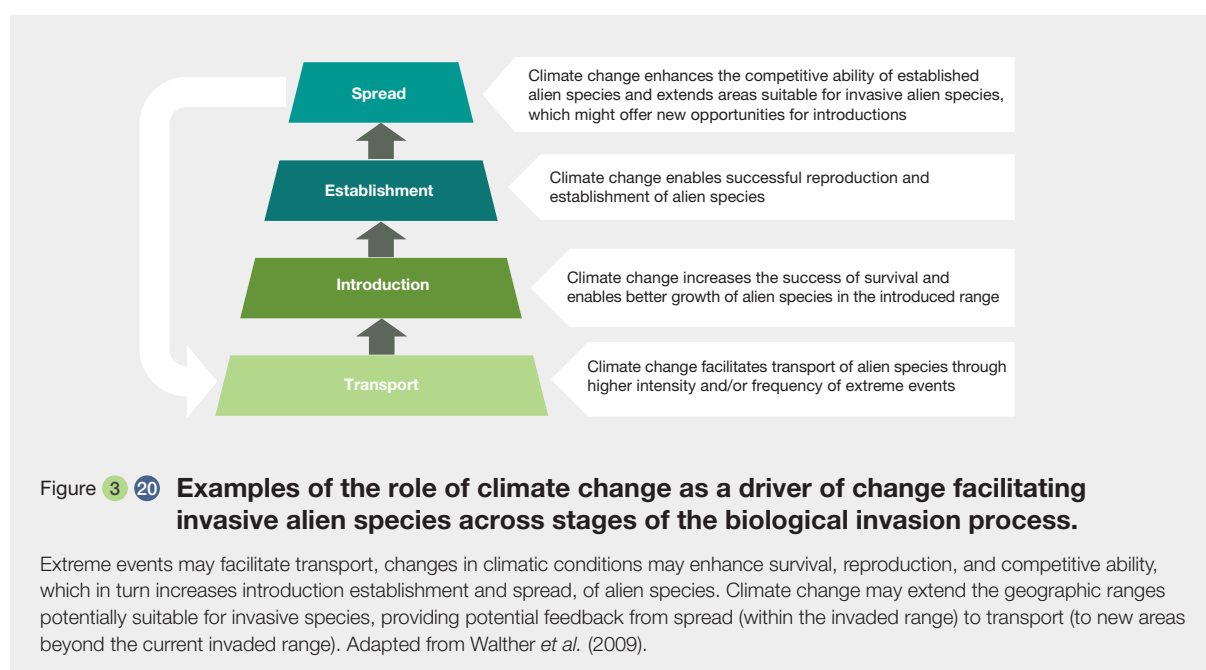 Spread
Climate change enhances the competitive ability of established
alien species and extends areas suitable for invasive alien species,
which might offer new opportunities for introductions
Establishment
Climate change enables successful reproduction and
establishment of alien species
Introduction
Climate change increases the success of survival and
enables better growth of alien species in the introduced range
Transport
Climate change facilitates transport of alien species through
higher intensity and/or frequency of extreme events
Figure 3 20 Examples of the role of climate change as a driver of change facilitating
invasive alien species across stages of the biological invasion process.
Extreme events may facilitate transport, changes in climatic conditions may enhance survival, reproduction, and competitive ability,
which in turn increases introduction establishment and spread, of alien species. Climate change may extend the geographic ranges
potentially suitable for invasive species, providing potential feedback from spread (within the invaded range) to transport (to new areas
beyond the current invaded range). Adapted from Walther et al. (2009).